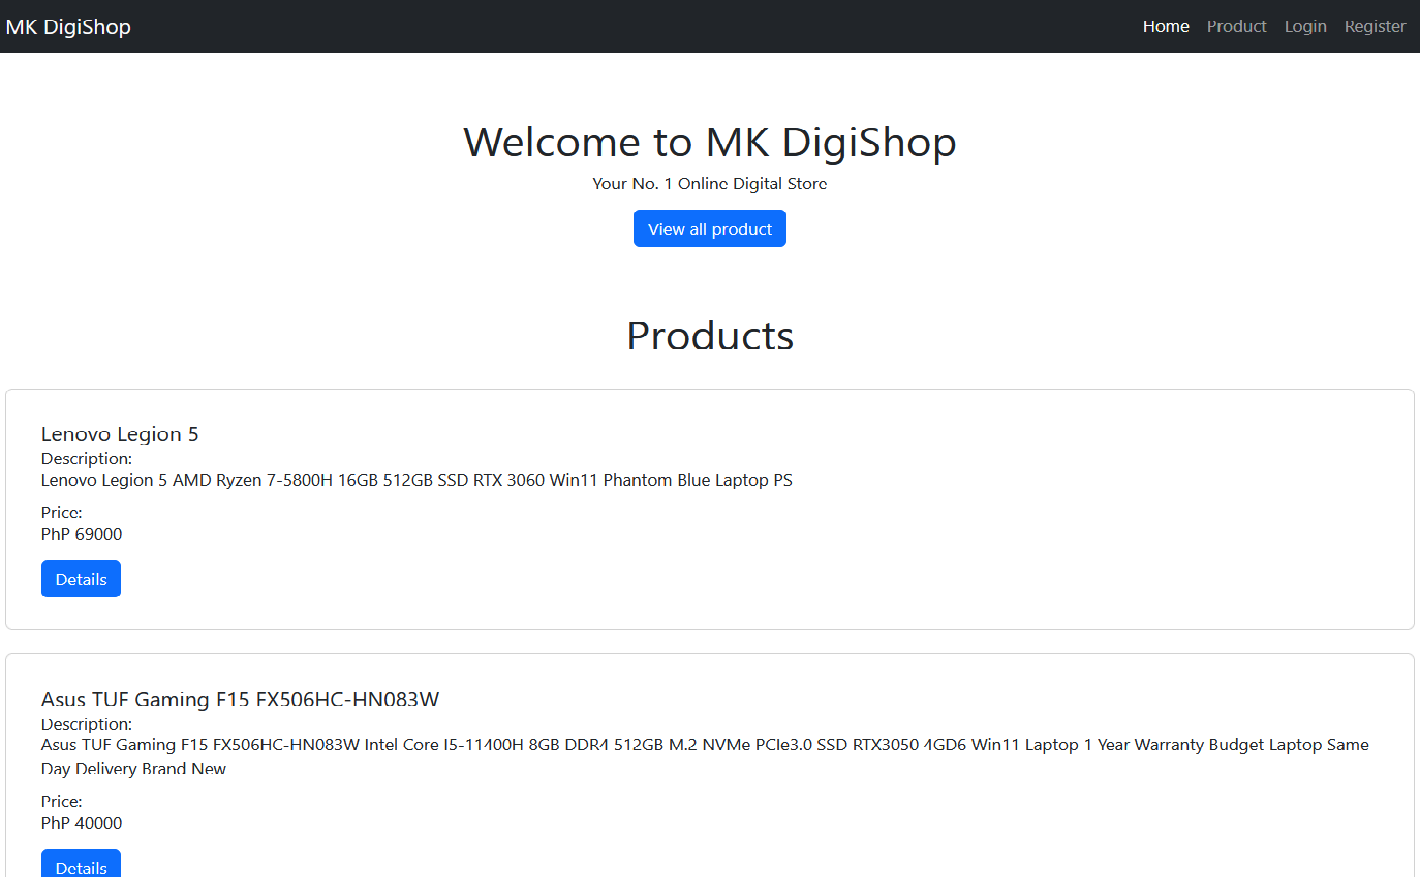 MK DigiShop
Home Product Login Register
Welcome to MK DigiShop
Your No. 1 Online Digital Store
View all product
Products
Lenovo Legion 5
Description:
Lenovo Legion 5 AMD Ryzen 7-5800H 16GB 512GB SSD RTX 3060 Win11 Phantom Blue Laptop PS
Price:
PhP 69000
Details
Asus TUF Gaming F15 FX506HC-HN083W
Description:
Asus TUF Gaming F15 FX506HC-HN083W Intel Core I5-11400H 8GB DDR4 512GB M.2 NVMe PCIe3.0 SSD RTX3050 4GD6 Win11 Laptop 1 Year Warranty Budget Laptop Same
Day Delivery Brand New
Price:
PhP 40000
Details